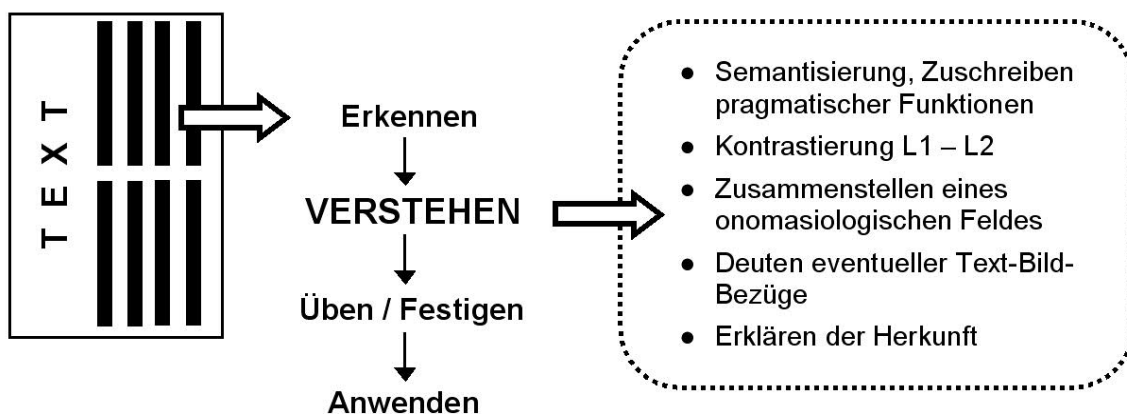 TEXT
Erkennen
VERSTEHEN
Üben / Festigen
Anwenden
● Semantisierung, Zuschreiben
pragmatischer Funktionen
● Kontrastierung L1 – L2
● Zusammenstellen eines
onomasiologischen Feldes
● Deuten eventueller Text-Bild-
Bezüge
● Erklären der Herkunft